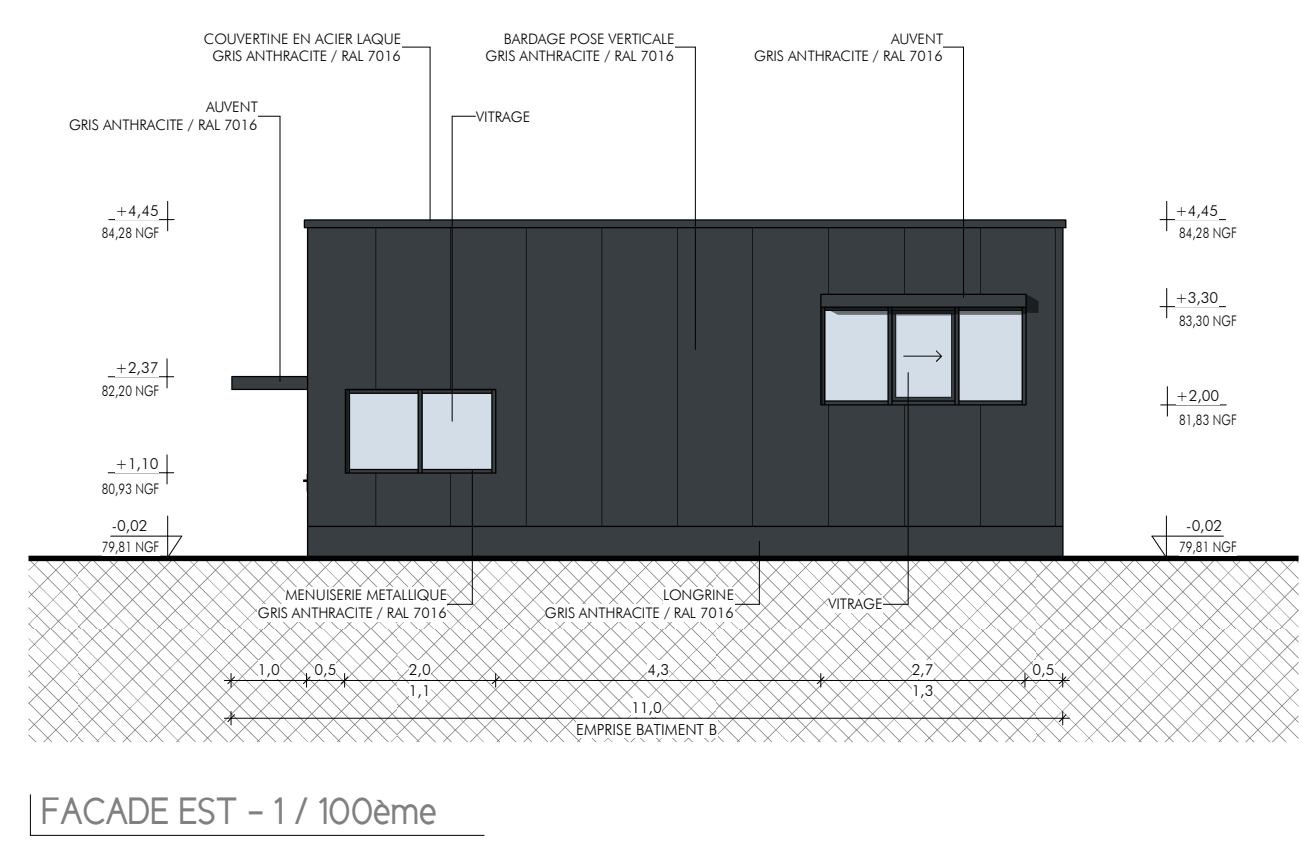 COUVERTINE EN ACIER LAQUE
GRIS ANTHRACITE / RAL 7016
BARDAGE POSE VERTICALE
GRIS ANTHRACITE / RAL 7016
AUVENT
GRIS ANTHRACITE / RAL 7016
AUVENT
GRIS ANTHRACITE / RAL 7016
VITRAGE
+4,45
84,28 NGF
+4,45
84,28 NGF
+3,30
83,30 NGF
+2,37
82,20 NGF
+2,00
81,83 NGF
+1,10
80,93 NGF
-0,02
79,81 NGF
-0,02
79,81 NGF
MENUISERIE METALLIQUE
GRIS ANTHRACITE / RAL 7016
LONGRINE
GRIS ANTHRACITE / RAL 7016
VITRAGE
1,0 0,5 2,0 4,3 2,7 0,5
1,1 1,3
11,0
EMPRISE BATIMENT B
FACADE EST - 1 / 100ème